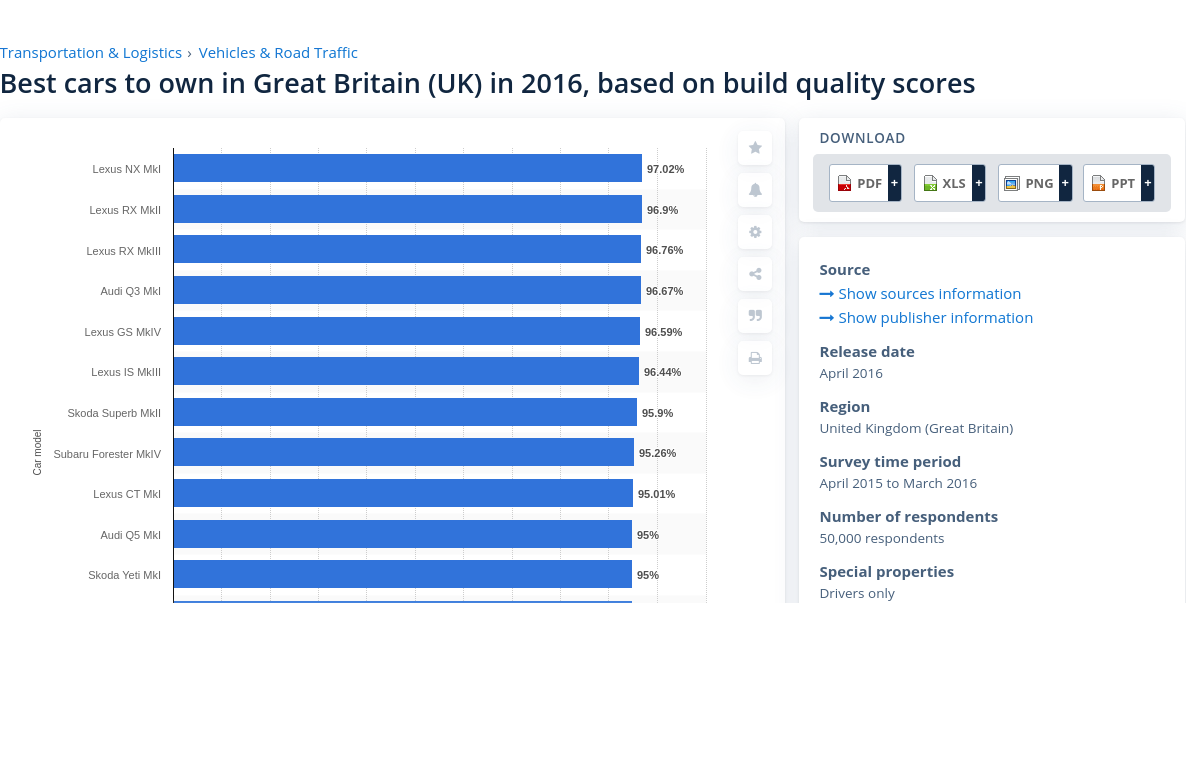 Transportation & Logistics › Vehicles & Road Traffic
Best cars to own in Great Britain (UK) in 2016, based on build quality scores
Car model
Lexus NX MkI 97.02%
Lexus RX MkII 96.9%
Lexus RX MkIII 96.76%
Audi Q3 MkI 96.67%
Lexus GS MkIV 96.59%
Lexus IS MkIII 96.44%
Skoda Superb MkII 95.9%
Subaru Forester MkIV 95.26%
Lexus CT MkI 95.01%
Audi Q5 MkI 95%
Skoda Yeti MkI 95%
DOWNLOAD
PDF + XLS + PNG + PPT +
Source
Show sources information
Show publisher information
Release date
April 2016
Region
United Kingdom (Great Britain)
Survey time period
April 2015 to March 2016
Number of respondents
50,000 respondents
Special properties
Drivers only